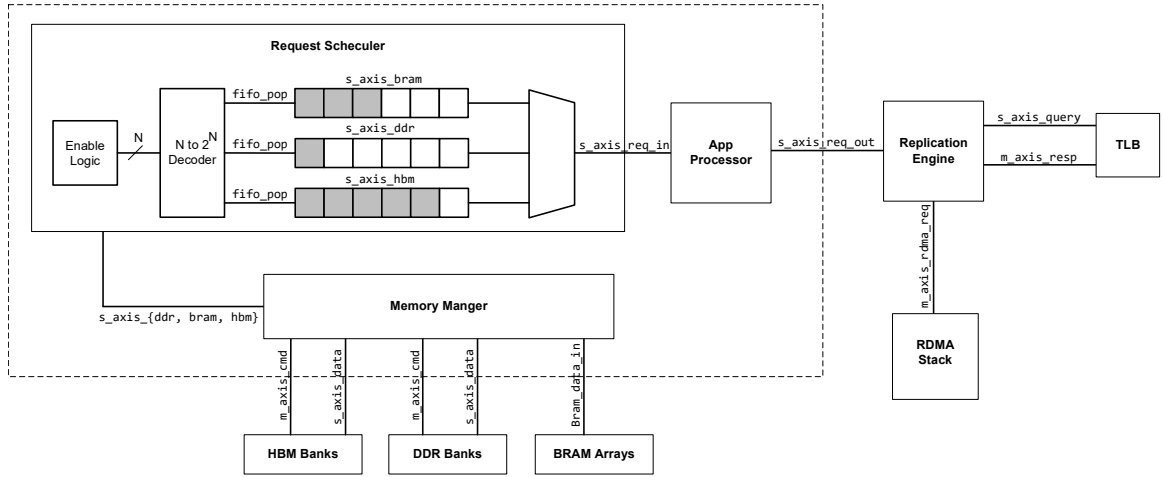 Request Scheculer
s_axis_bram
fifo_pop
Enable
Logic
N
N to 2^N
Decoder
s_axis_ddr
fifo_pop
s_axis_hbm
fifo_pop
s_axis_req_in
App
Processor
s_axis_req_out
Replication
Engine
s_axis_query
m_axis_resp
TLB
m_axis_rdma_req
RDMA
Stack
s_axis_{ddr, bram, hbm}
Memory Manger
m_axis_cmd
s_axis_data
m_axis_cmd
s_axis_data
Bram_data_in
HBM Banks
DDR Banks
BRAM Arrays